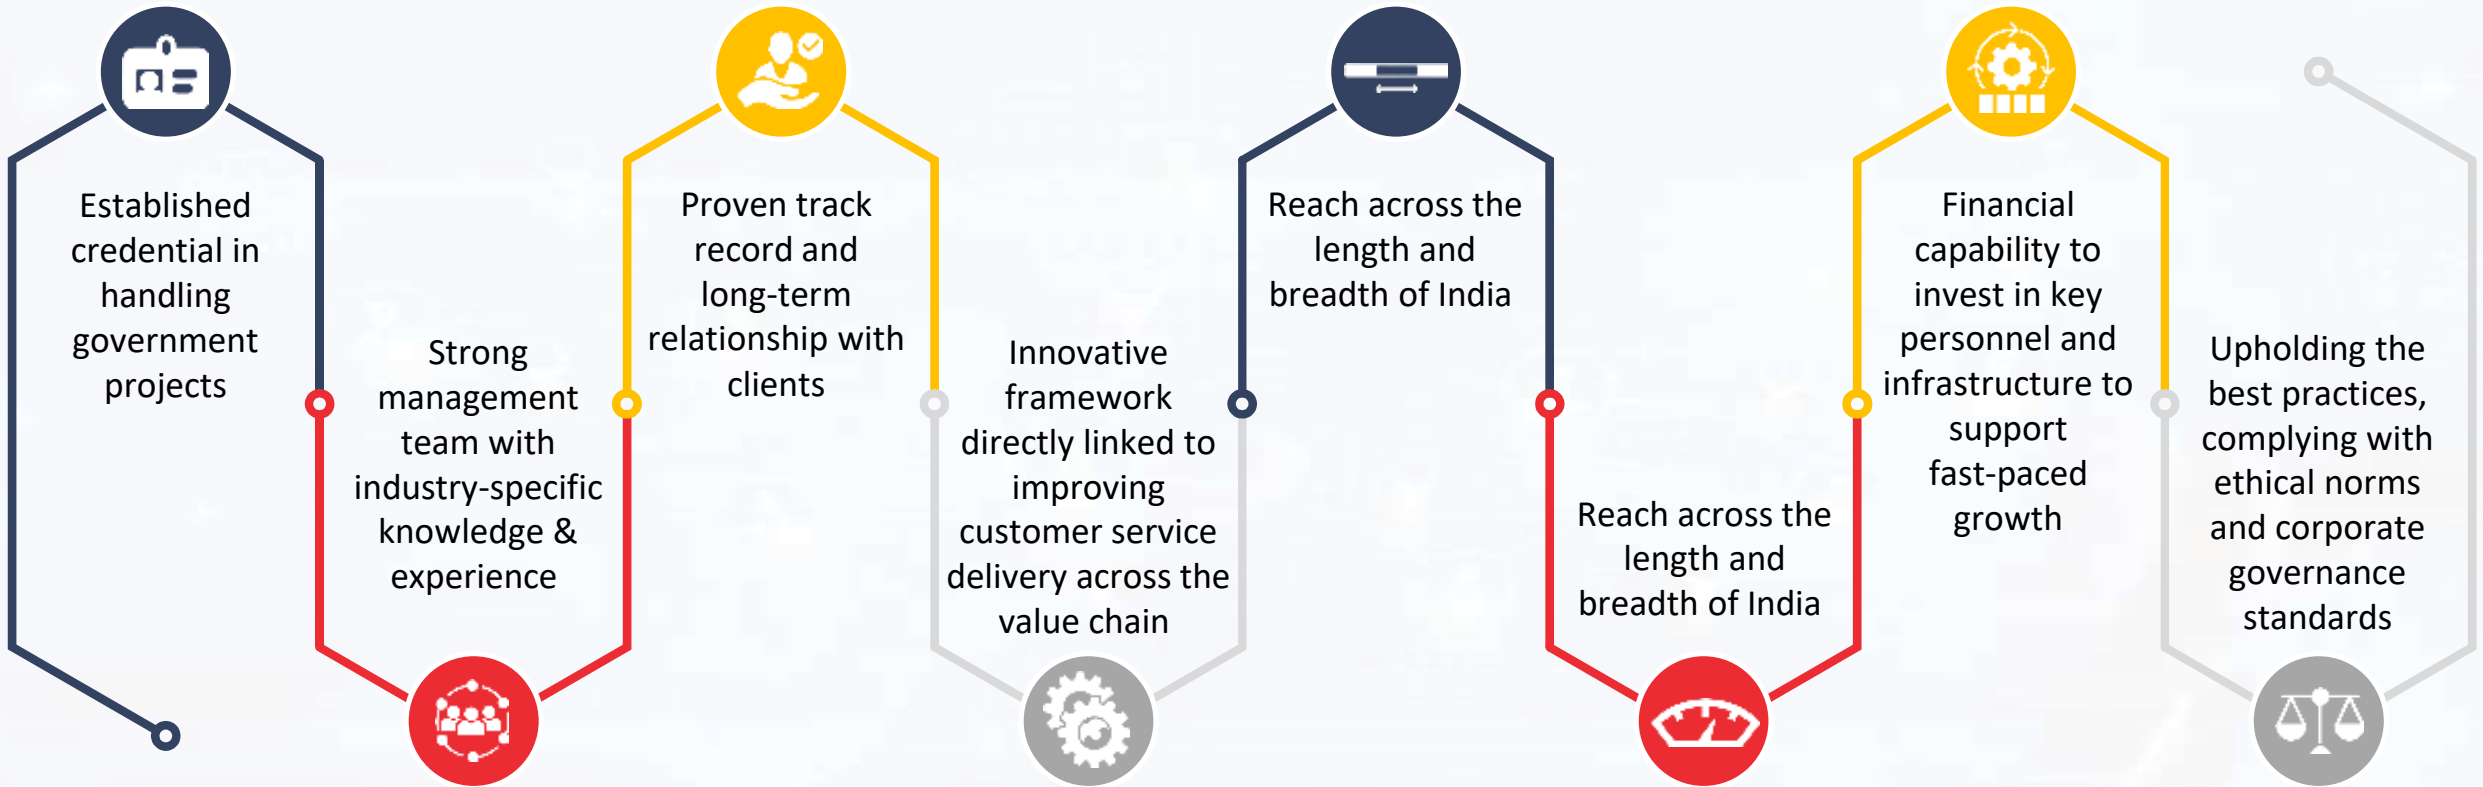 Established
credential in
handling
government
projects
Strong
management
team with
industry-specific
knowledge &
experience
Proven track
record and
long-term
relationship with
clients
Innovative
framework
directly linked to
improving
customer service
delivery across the
value chain
Reach across the
length and
breadth of India
Reach across the
length and
breadth of India
Financial
capability to
invest in key
personnel and
infrastructure to
support
fast-paced
growth
Upholding the
best practices,
complying with
ethical norms
and corporate
governance
standards